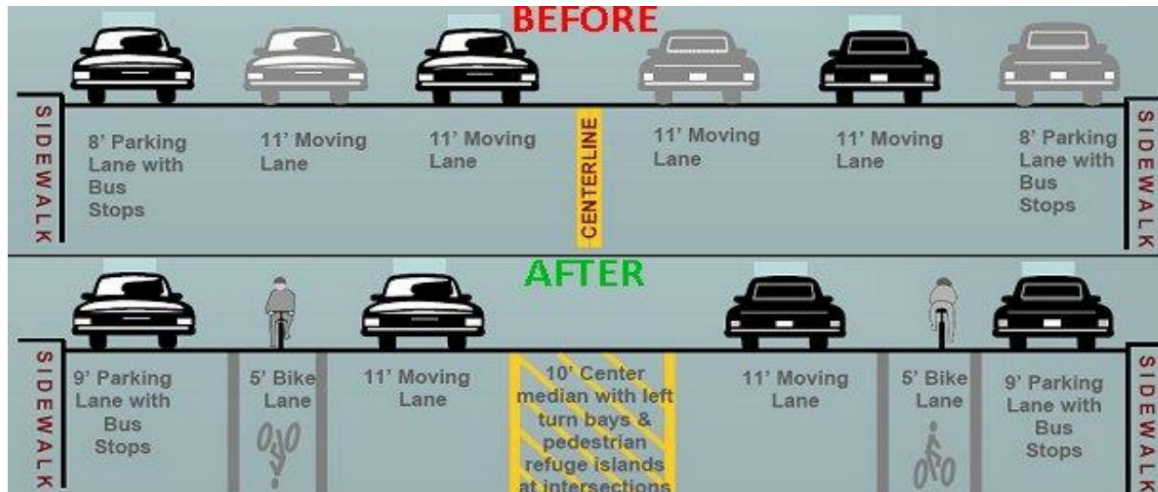 BEFORE
SIDEWALK
8' Parking
Lane with
Bus
Stops
11' Moving
Lane
11' Moving
Lane
CENTERLINE
11' Moving
Lane
11' Moving
Lane
8' Parking
Lane with
Bus
Stops
SIDEWALK
AFTER
SIDEWALK
9' Parking
Lane with
Bus
Stops
5' Bike
Lane
11' Moving
Lane
10' Center
median with left
turn bays &
pedestrian
refuge islands
at intersections
11' Moving
Lane
5' Bike
Lane
9' Parking
Lane with
Bus
Stops
SIDEWALK